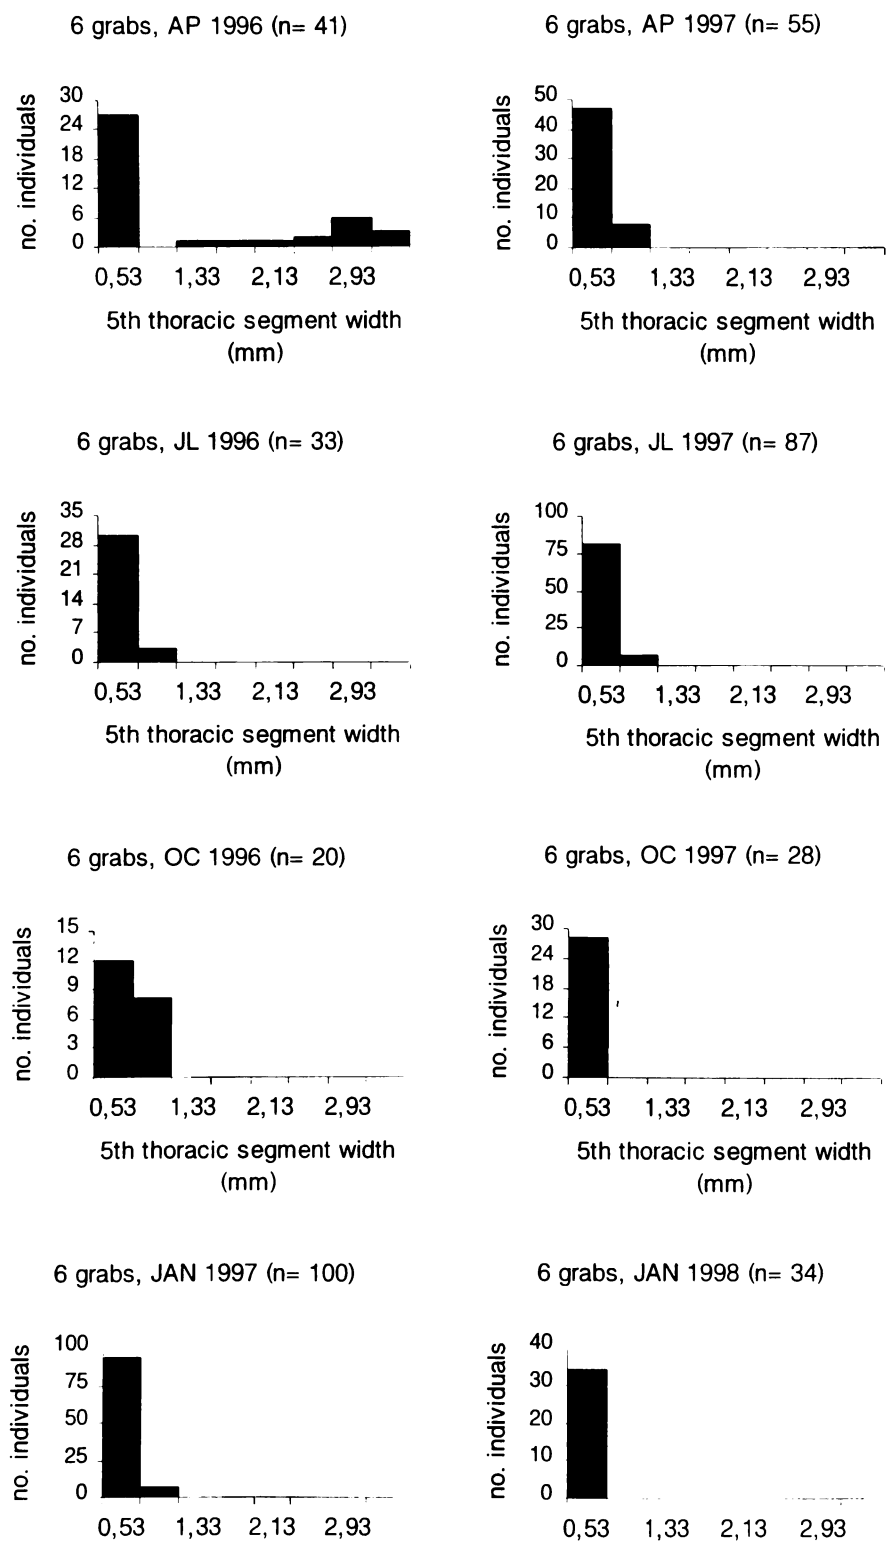 6 grabs, AP 1996 (n= 41)
no. individuals
30
24
18
12
6
0
0,53 1,33 2,13 2,93
5th thoracic segment width
(mm)
6 grabs, AP 1997 (n= 55)
no. individuals
50
40
30
20
10
0
0,53 1,33 2,13 2,93
5th thoracic segment width
(mm)
6 grabs, JL 1996 (n= 33)
no. individuals
35
28
21
14
7
0
0,53 1,33 2,13 2,93
5th thoracic segment width
(mm)
6 grabs, JL 1997 (n= 87)
no. individuals
100
75
50
25
0
0,53 1,33 2,13 2,93
5th thoracic segment width
(mm)
6 grabs, OC 1996 (n= 20)
no. individuals
15
12
9
6
3
0
0,53 1,33 2,13 2,93
5th thoracic segment width
(mm)
6 grabs, OC 1997 (n= 28)
no. individuals
30
24
18
12
6
0
0,53 1,33 2,13 2,93
5th thoracic segment width
(mm)
6 grabs, JAN 1997 (n= 100)
no. individuals
100
75
50
25
0
0,53 1,33 2,13 2,93
6 grabs, JAN 1998 (n= 34)
no. individuals
40
30
20
10
0
0,53 1,33 2,13 2,93